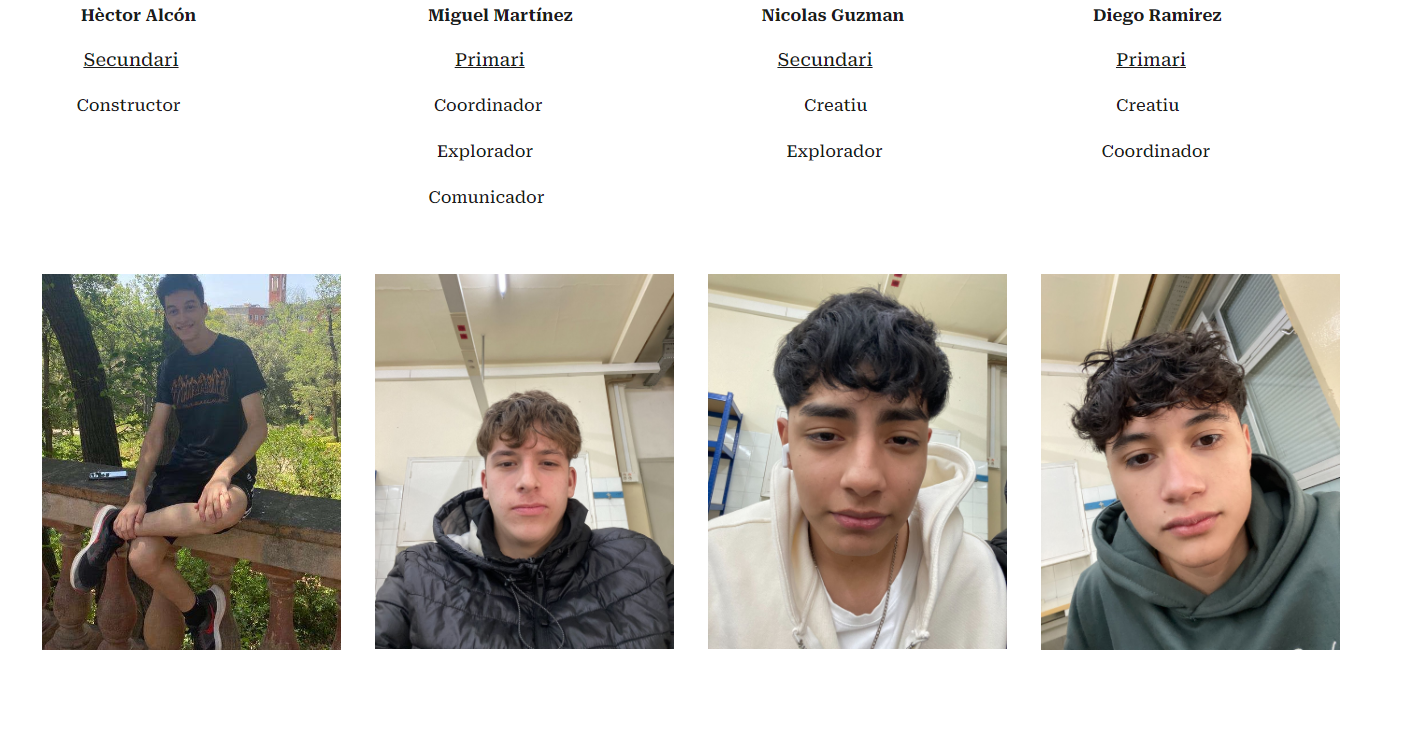 Hèctor Alcón
Secundari
Constructor
Miguel Martínez
Primari
Coordinador
Explorador
Comunicador
Nicolas Guzman
Secundari
Creatiu
Explorador
Diego Ramirez
Primari
Creatiu
Coordinador